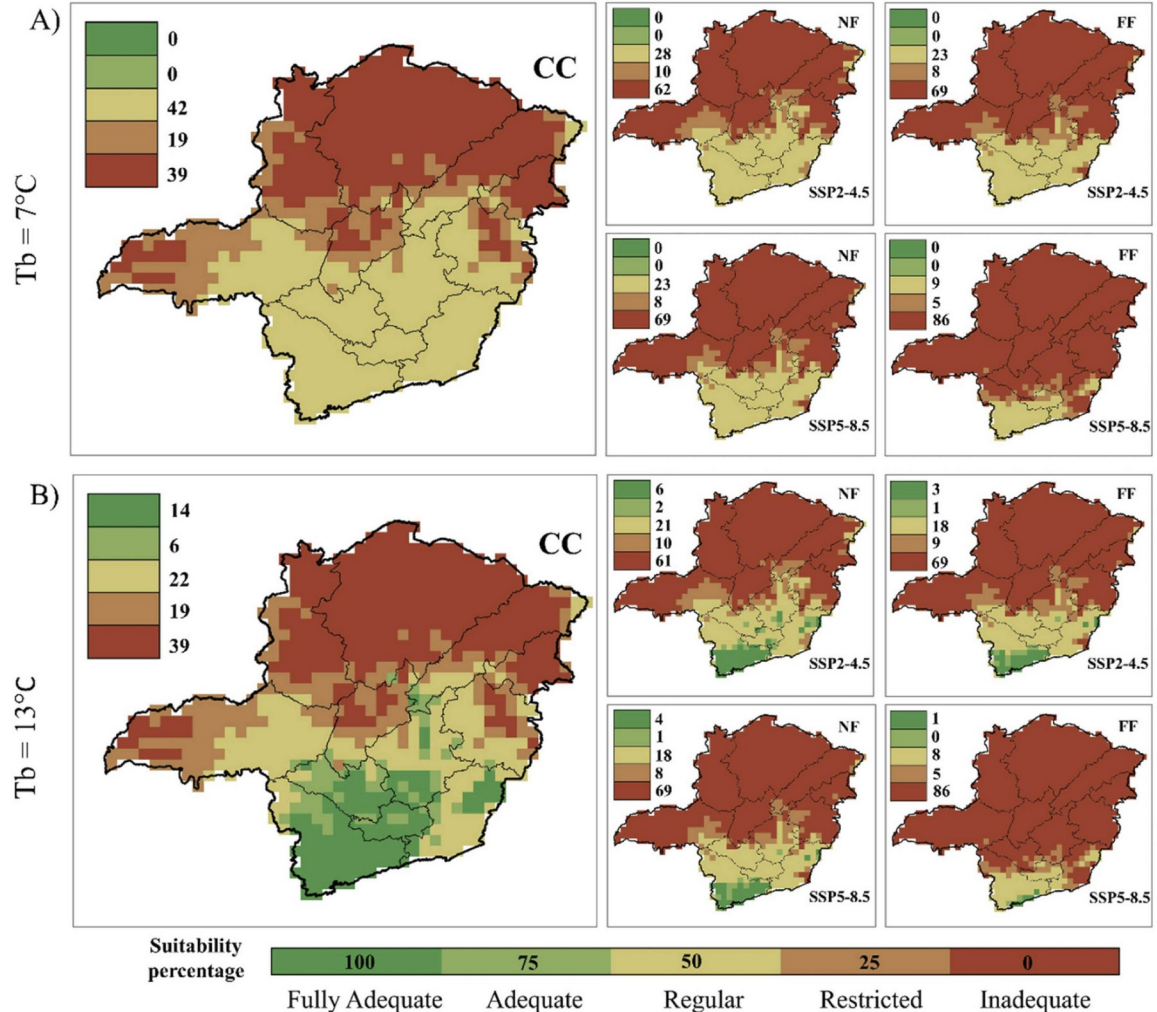 A)
Tb = 7°C
0
0
42
19
39
CC
0
0
28
10
62
NF
SSP2-4.5
0
0
23
8
69
FF
SSP2-4.5
0
0
23
8
69
NF
SSP5-8.5
0
0
9
5
86
FF
SSP5-8.5
B)
Tb = 13°C
14
6
22
19
39
CC
6
2
21
10
61
NF
SSP2-4.5
3
1
18
9
69
FF
SSP2-4.5
4
1
18
8
69
NF
SSP5-8.5
1
0
8
5
86
FF
SSP5-8.5
Suitability
percentage
100 75 50 25 0
Fully Adequate Adequate Regular Restricted Inadequate